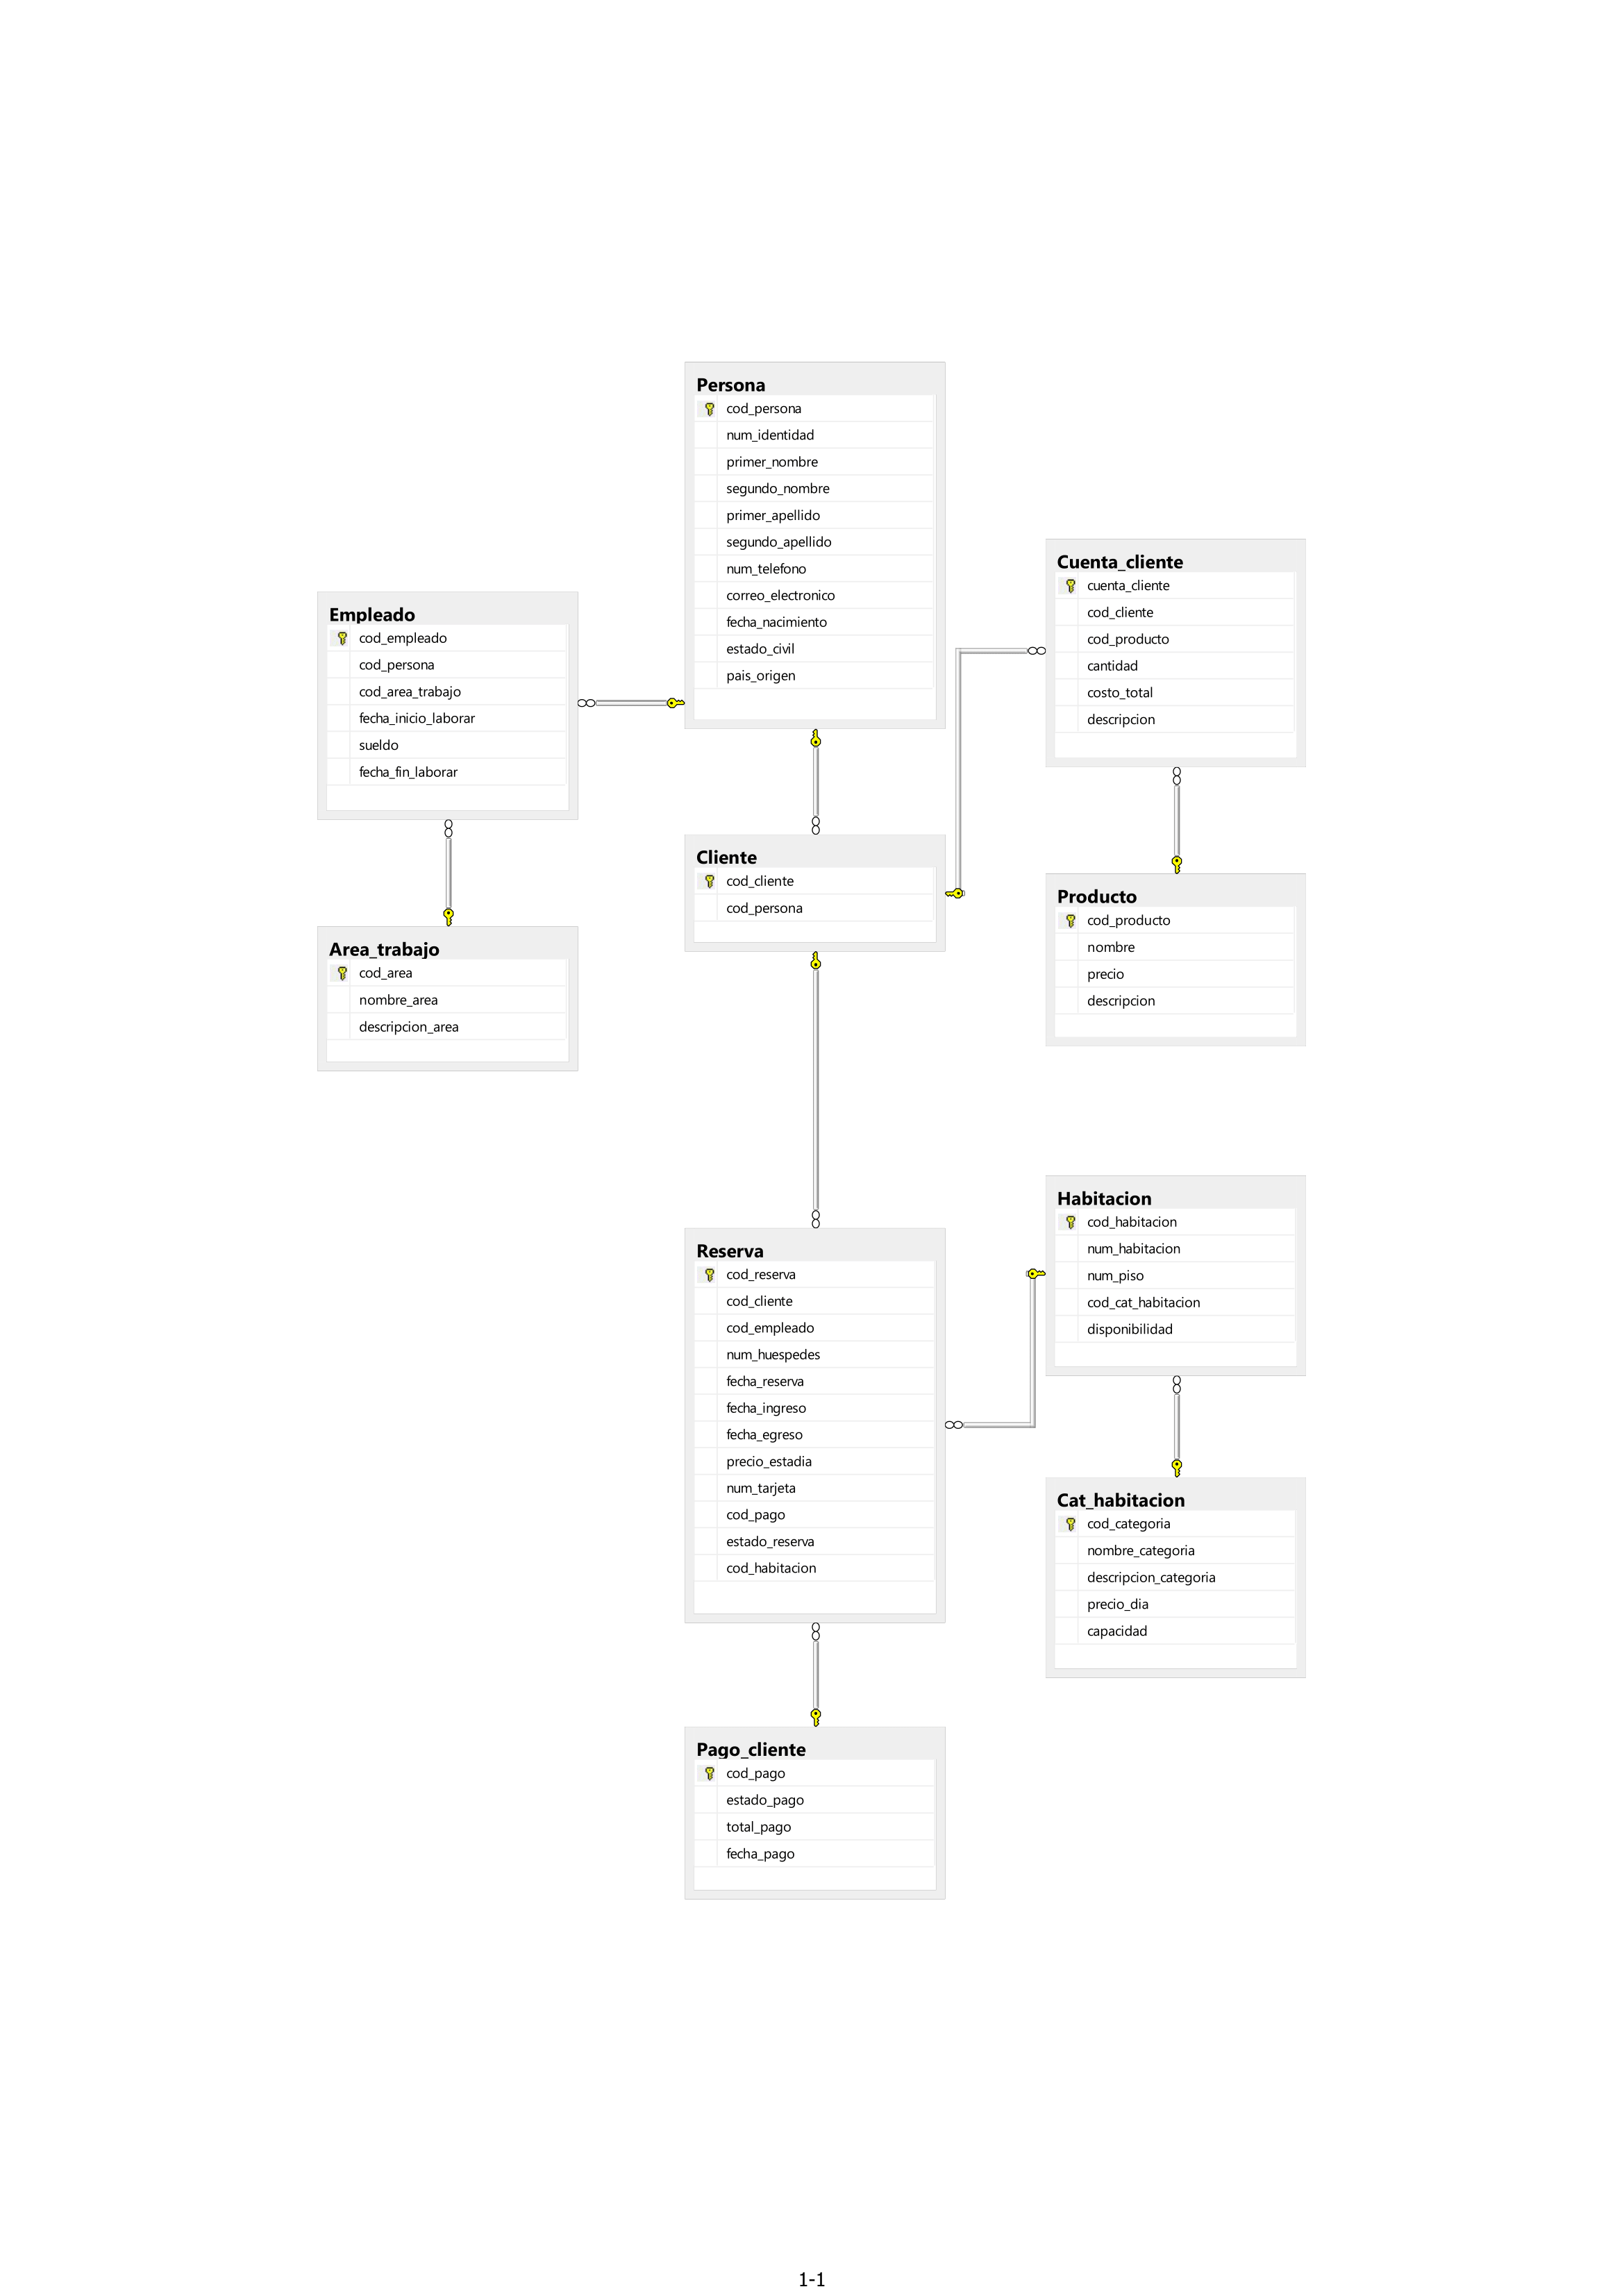 Persona
cod_persona
num_identidad
primer_nombre
segundo_nombre
primer_apellido
segundo_apellido
num_telefono
correo_electronico
fecha_nacimiento
estado_civil
pais_origen
Cuenta_cliente
cuenta_cliente
cod_cliente
cod_producto
cantidad
costo_total
descripcion
Empleado
cod_empleado
cod_persona
cod_area_trabajo
fecha_inicio_laborar
sueldo
fecha_fin_laborar
Cliente
cod_cliente
cod_persona
Producto
cod_producto
nombre
precio
descripcion
Area_trabajo
cod_area
nombre_area
descripcion_area
Habitacion
cod_habitacion
num_habitacion
num_piso
cod_cat_habitacion
disponibilidad
Reserva
cod_reserva
cod_cliente
cod_empleado
num_huespedes
fecha_reserva
fecha_ingreso
fecha_egreso
precio_estadia
num_tarjeta
cod_pago
estado_reserva
cod_habitacion
Cat_habitacion
cod_categoria
nombre_categoria
descripcion_categoria
precio_dia
capacidad
Pago_cliente
cod_pago
estado_pago
total_pago
fecha_pago
1-1